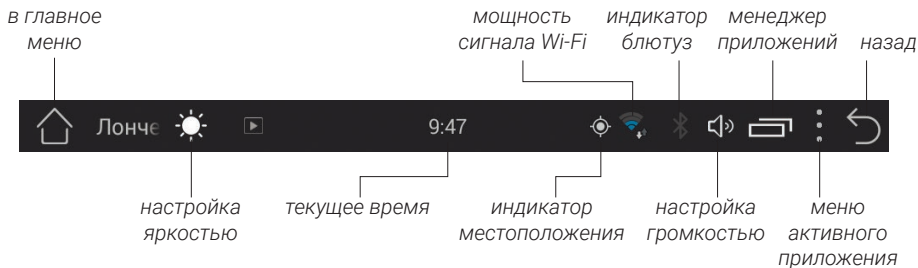 в главное
меню
мощность
сигнала Wi-Fi
индикатор
блютуз
менеджер
приложений
назад
Лонче
9:47
настройка
яркостью
текущее время
индикатор
местоположения
настройка
громкостью
меню
активного
приложения